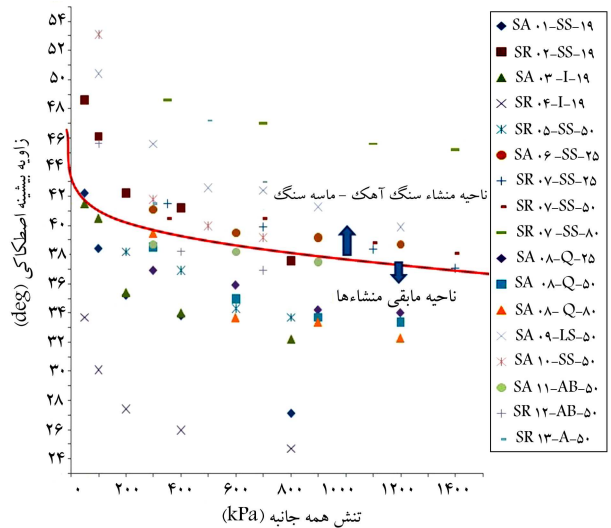 زاویه بیشینه اصطکاکی (deg)
۵۴
۵۲
۵۰
۴۸
۴۶
۴۴
۴۲
۴۰
۳۸
۳۶
۳۴
۳۲
۳۰
۲۸
۲۶
۲۴
ناحیه منشاء سنگ آهک – ماسه سنگ
ناحیه مابقی منشاءها
۰ ۲۰۰ ۴۰۰ ۶۰۰ ۸۰۰ ۱۰۰۰ ۱۲۰۰ ۱۴۰۰
تنش همه جانبه (kPa)
SA ۰۱-SS-۱۹
SR ۰۲-SS-۱۹
SA ۰۳-I-۱۹
SR ۰۴-I-۱۹
SR ۰۵-SS-۵۰
SA ۰۶-SS-۲۵
SR ۰۷-SS-۲۵
SR ۰۷-SS-۵۰
SR ۰۷-SS-۸۰
SA ۰۸-Q-۲۵
SA ۰۸-Q-۵۰
SA ۰۸- Q-۸۰
SA ۰۹-LS-۵۰
SA ۱۰-SS-۵۰
SA ۱۱-AB-۵۰
SR ۱۲-AB-۵۰
SR ۱۳-A-۵۰